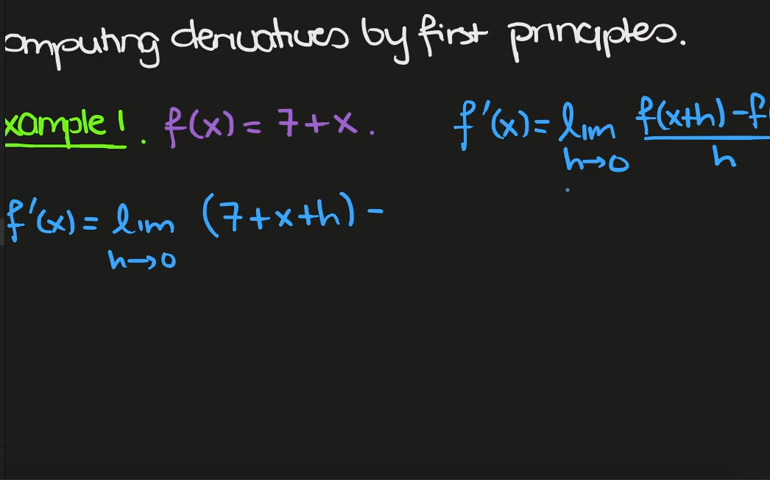 omputing derivatives by first principles.
xample 1. f(x) = 7 + x. f'(x) = lim h→0 f(x+h) - f / h
f'(x) = lim h→0 (7 + x + h) -